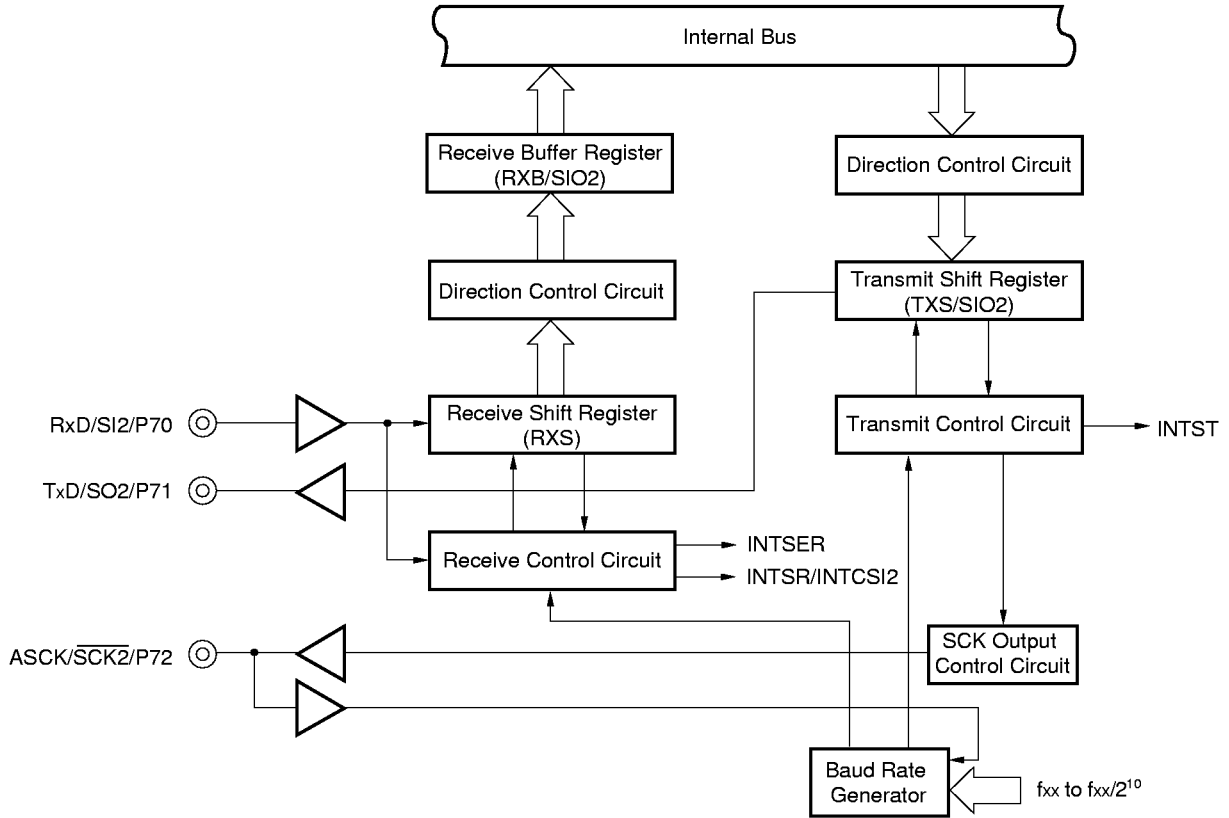 Internal Bus
Receive Buffer Register
(RXB/SIO2)
Direction Control Circuit
Direction Control Circuit
Transmit Shift Register
(TXS/SIO2)
RxD/SI2/P70
Receive Shift Register
(RXS)
Transmit Control Circuit
INTST
TxD/SO2/P71
Receive Control Circuit
INTSER
INTSR/INTCSI2
ASCK/S̅C̅K̅2̅/P72
SCK Output
Control Circuit
Baud Rate
Generator
fxx to fxx/2¹⁰